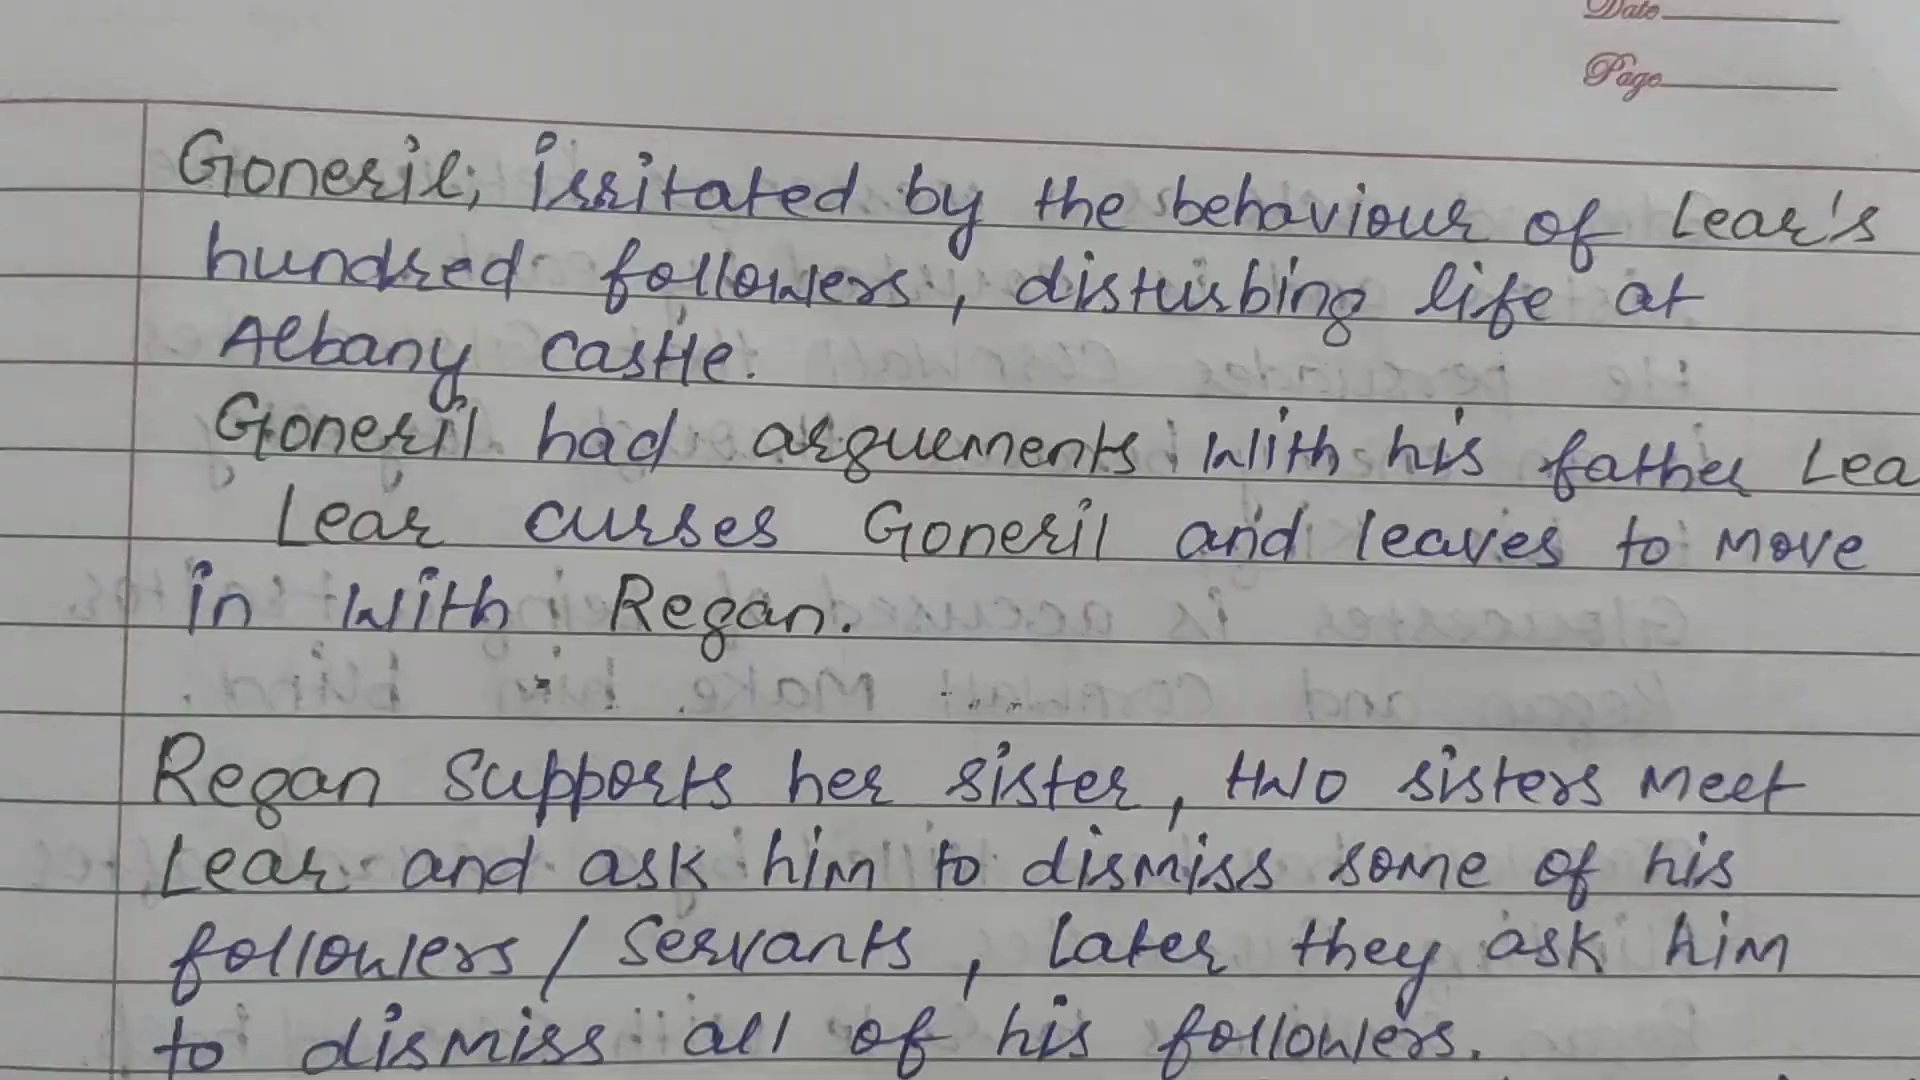 Date
Page
Goneril, irritated by the behaviour of Lear's
hundred followers, disturbing life at
Albany castle.
Goneril had arguements with his father Lea
Lear curses Goneril and leaves to move
in with Regan.
Regan supports her sister, two sisters meet
Lear and ask him to dismiss some of his
followers / servants, later they ask him
to dismiss all of his followers.